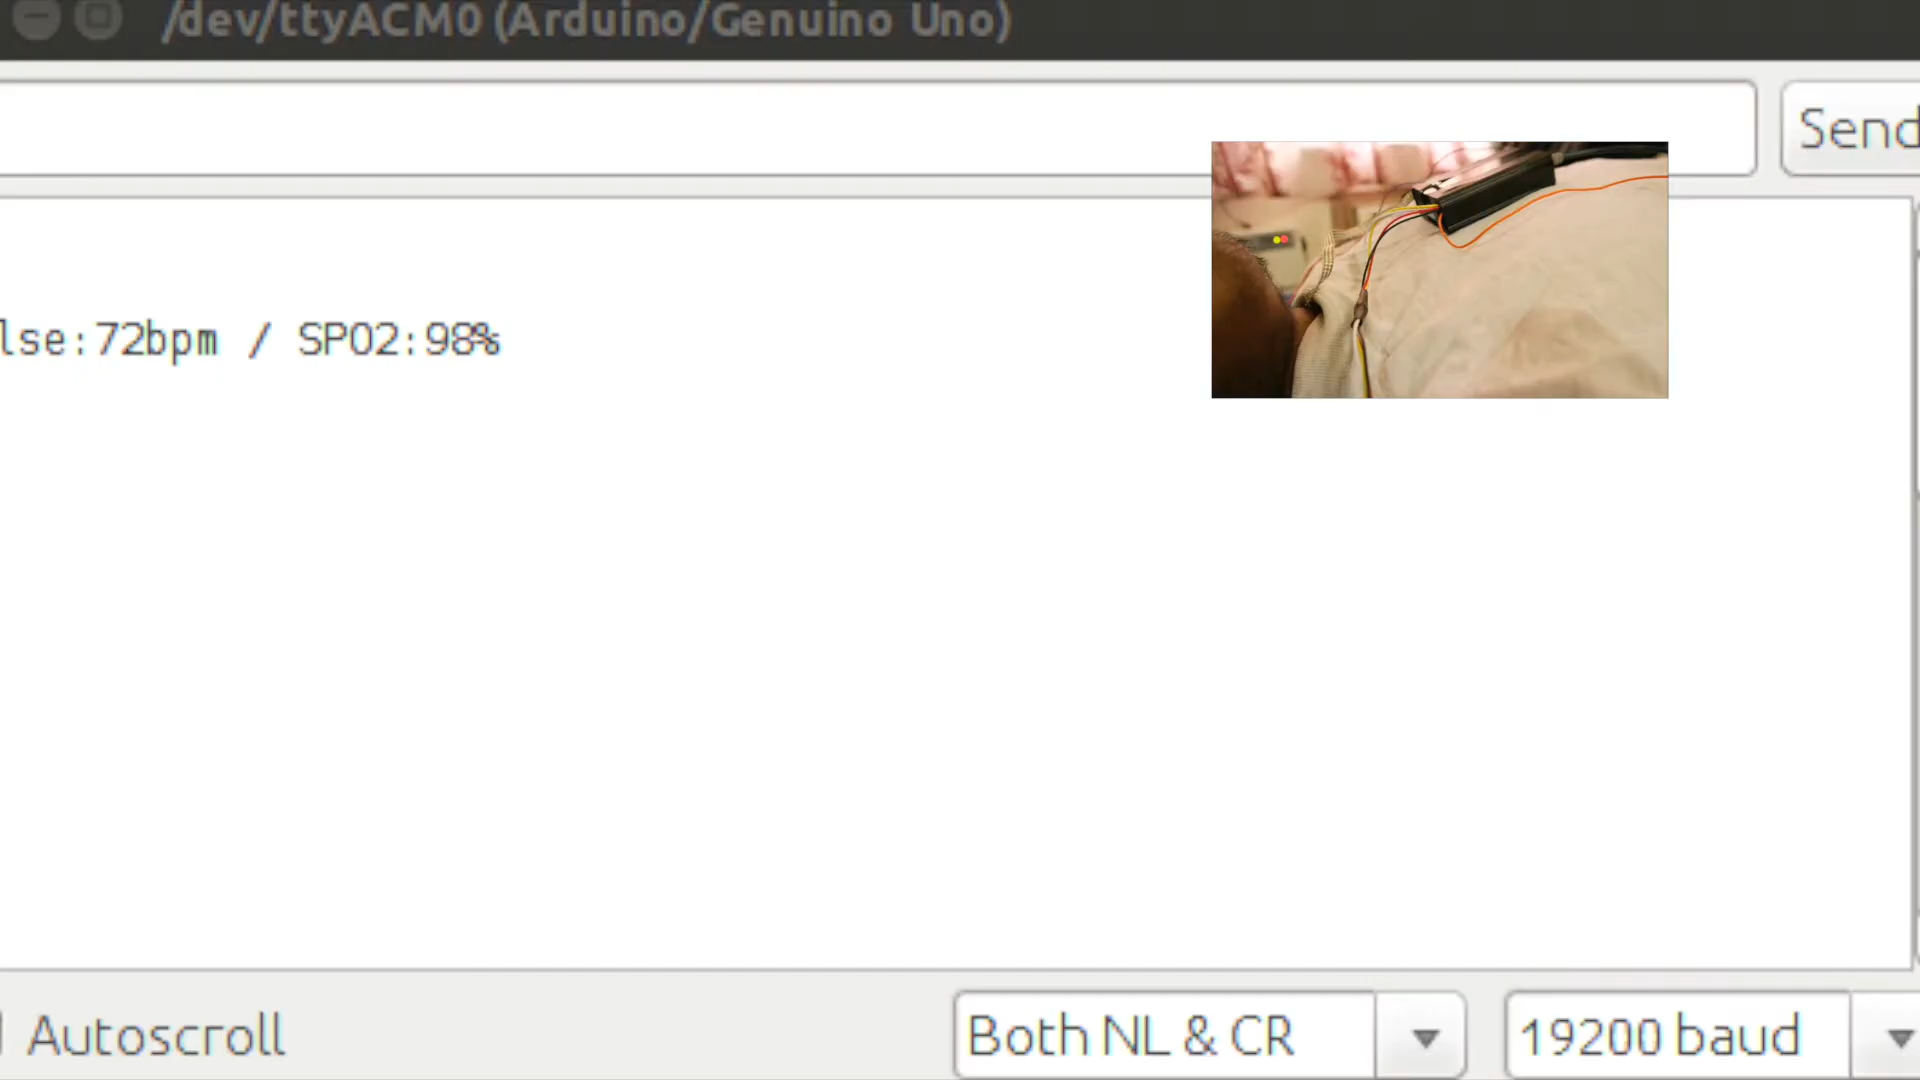 /dev/ttyACM0 (Arduino/Genuino Uno)
Send
lse:72bpm / SPO2:98%
Autoscroll
Both NL & CR
19200 baud